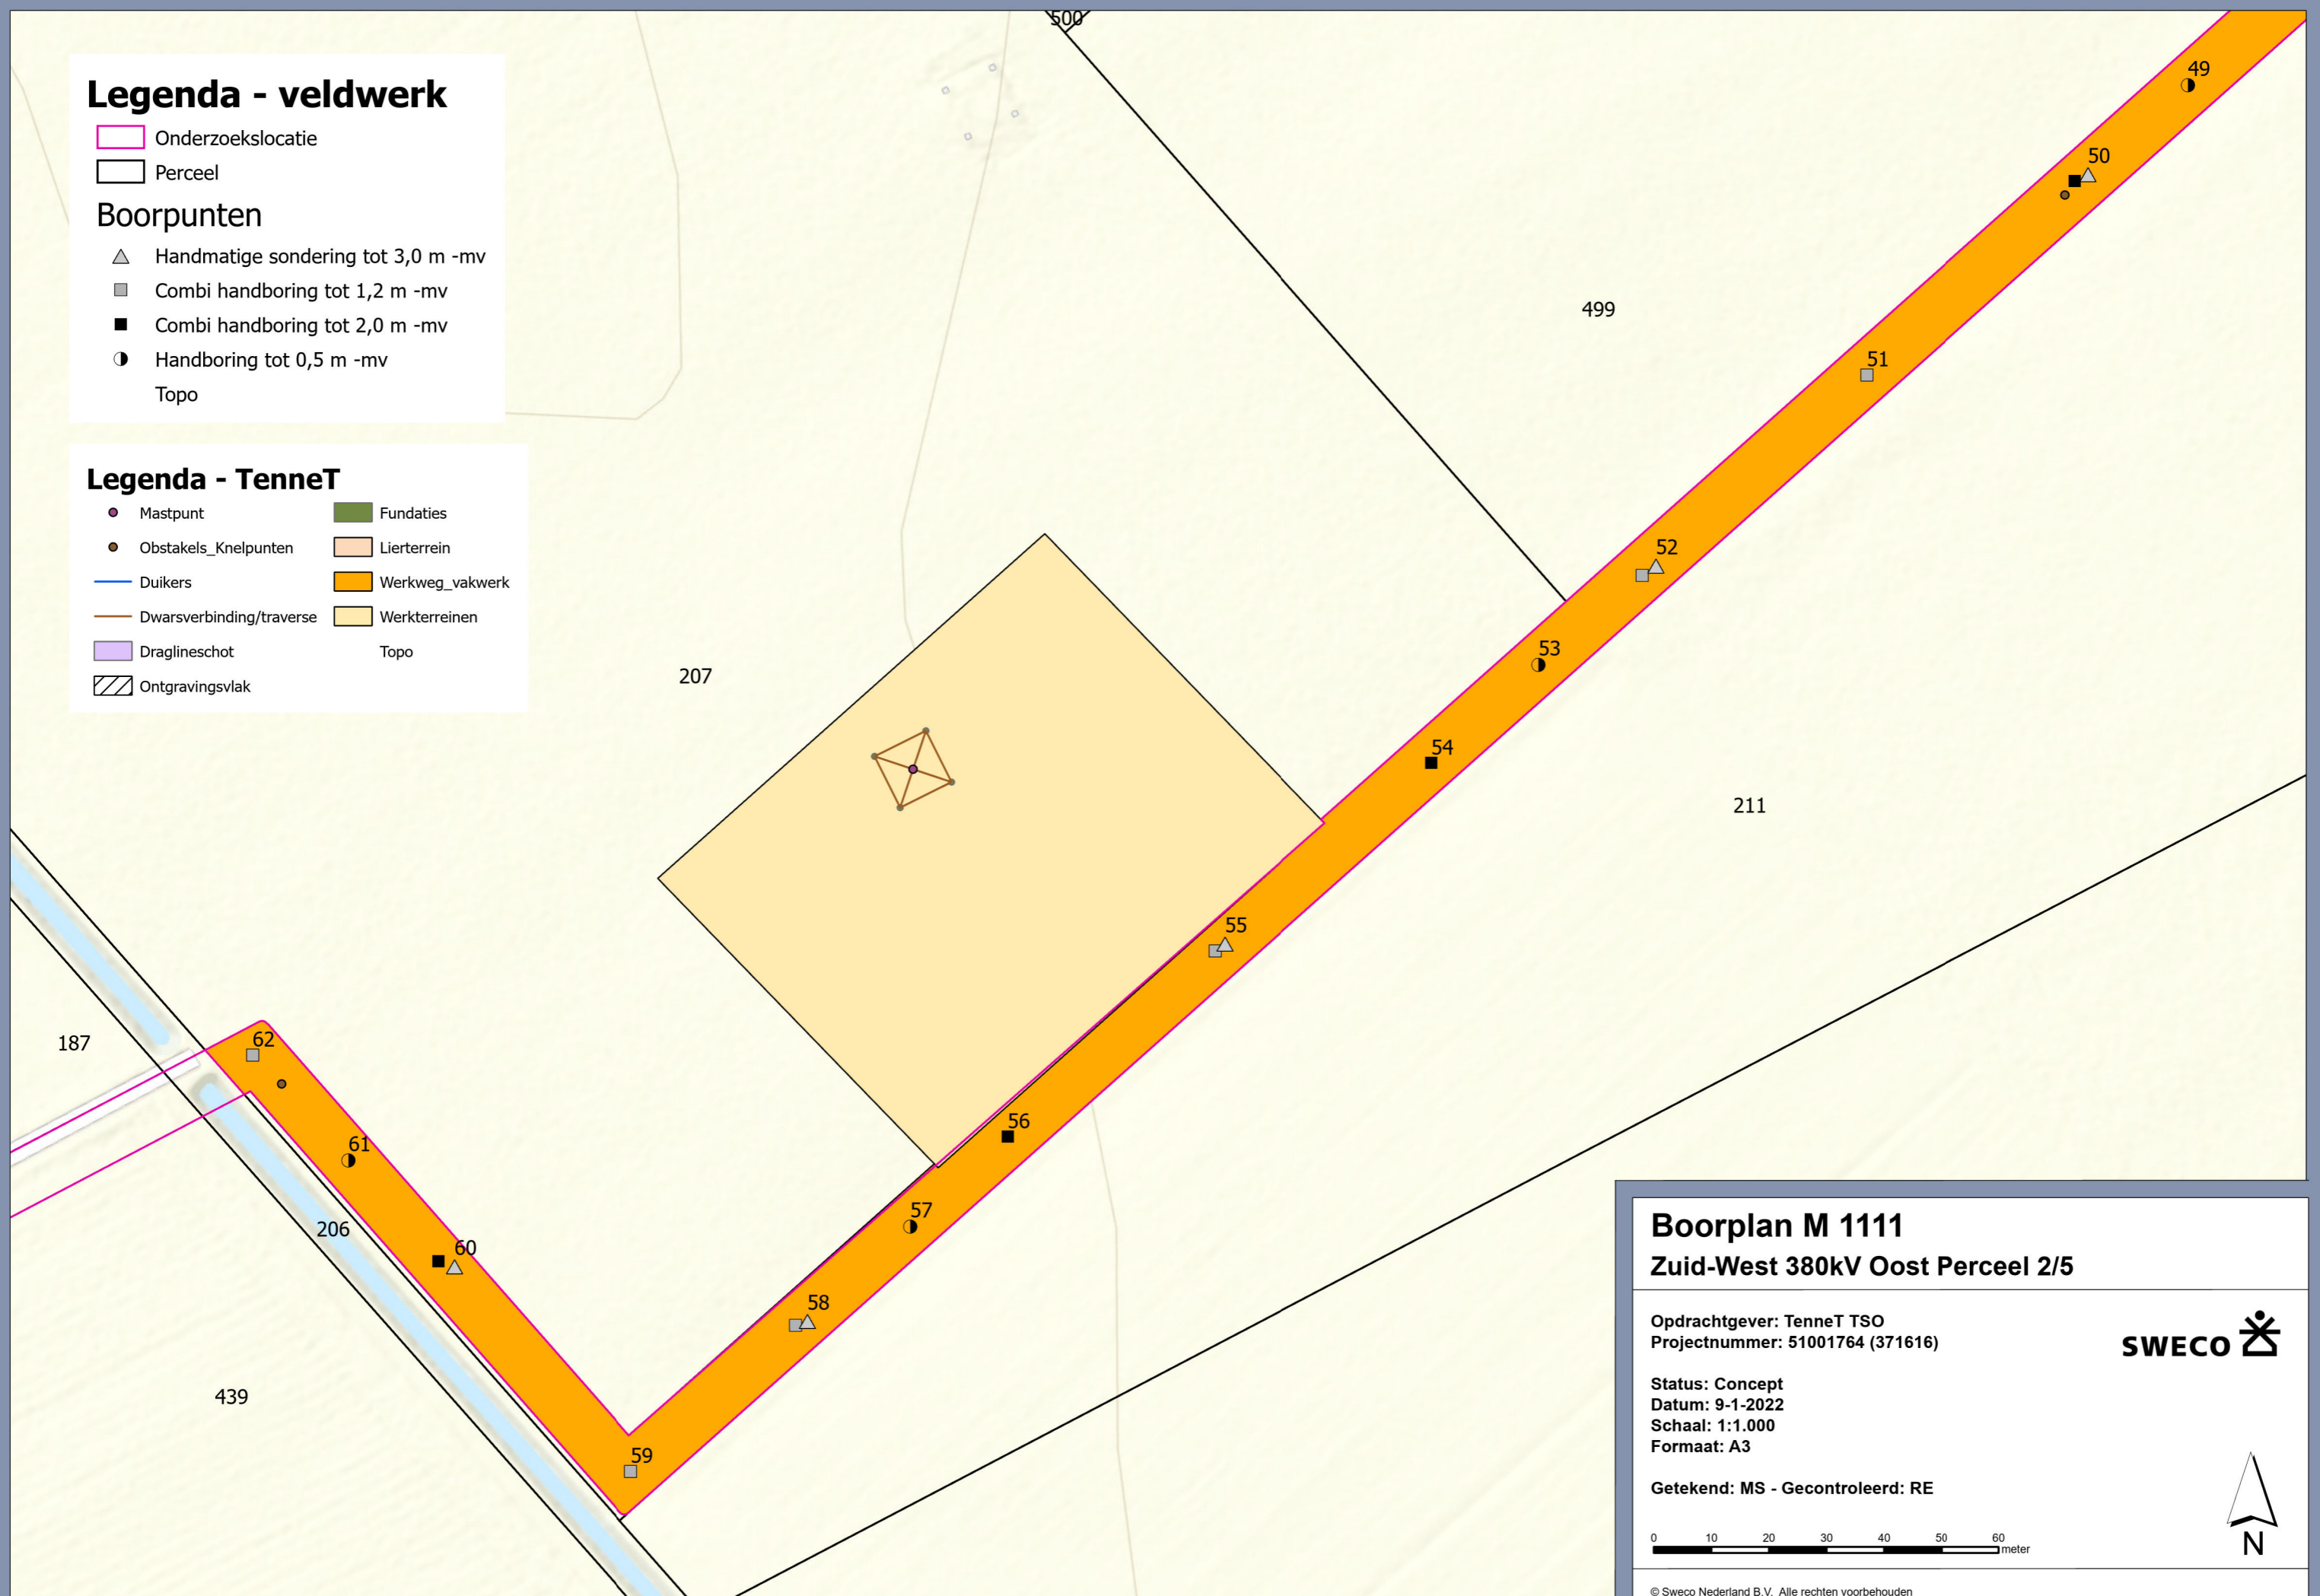 Legenda - veldwerk
Onderzoekslocatie
Perceel
Boorpunten
Handmatige sondering tot 3,0 m -mv
Combi handboring tot 1,2 m -mv
Combi handboring tot 2,0 m -mv
Handboring tot 0,5 m -mv
Topo
Legenda - TenneT
Mastpunt
Obstakels_Knelpunten
Duikers
Dwarsverbinding/traverse
Draglineschot
Ontgravingsvlak
Fundaties
Lierterrein
Werkweg_vakwerk
Werkterreinen
Topo
500
49
50
499
51
52
53
207
54
211
55
187
62
56
61
57
206
60
58
439
59
Boorplan M 1111
Zuid-West 380kV Oost Perceel 2/5
Opdrachtgever: TenneT TSO
Projectnummer: 51001764 (371616)
SWECO
Status: Concept
Datum: 9-1-2022
Schaal: 1:1.000
Formaat: A3
Getekend: MS - Gecontroleerd: RE
0 10 20 30 40 50 60
meter
N
© Sweco Nederland B.V. Alle rechten voorbehouden